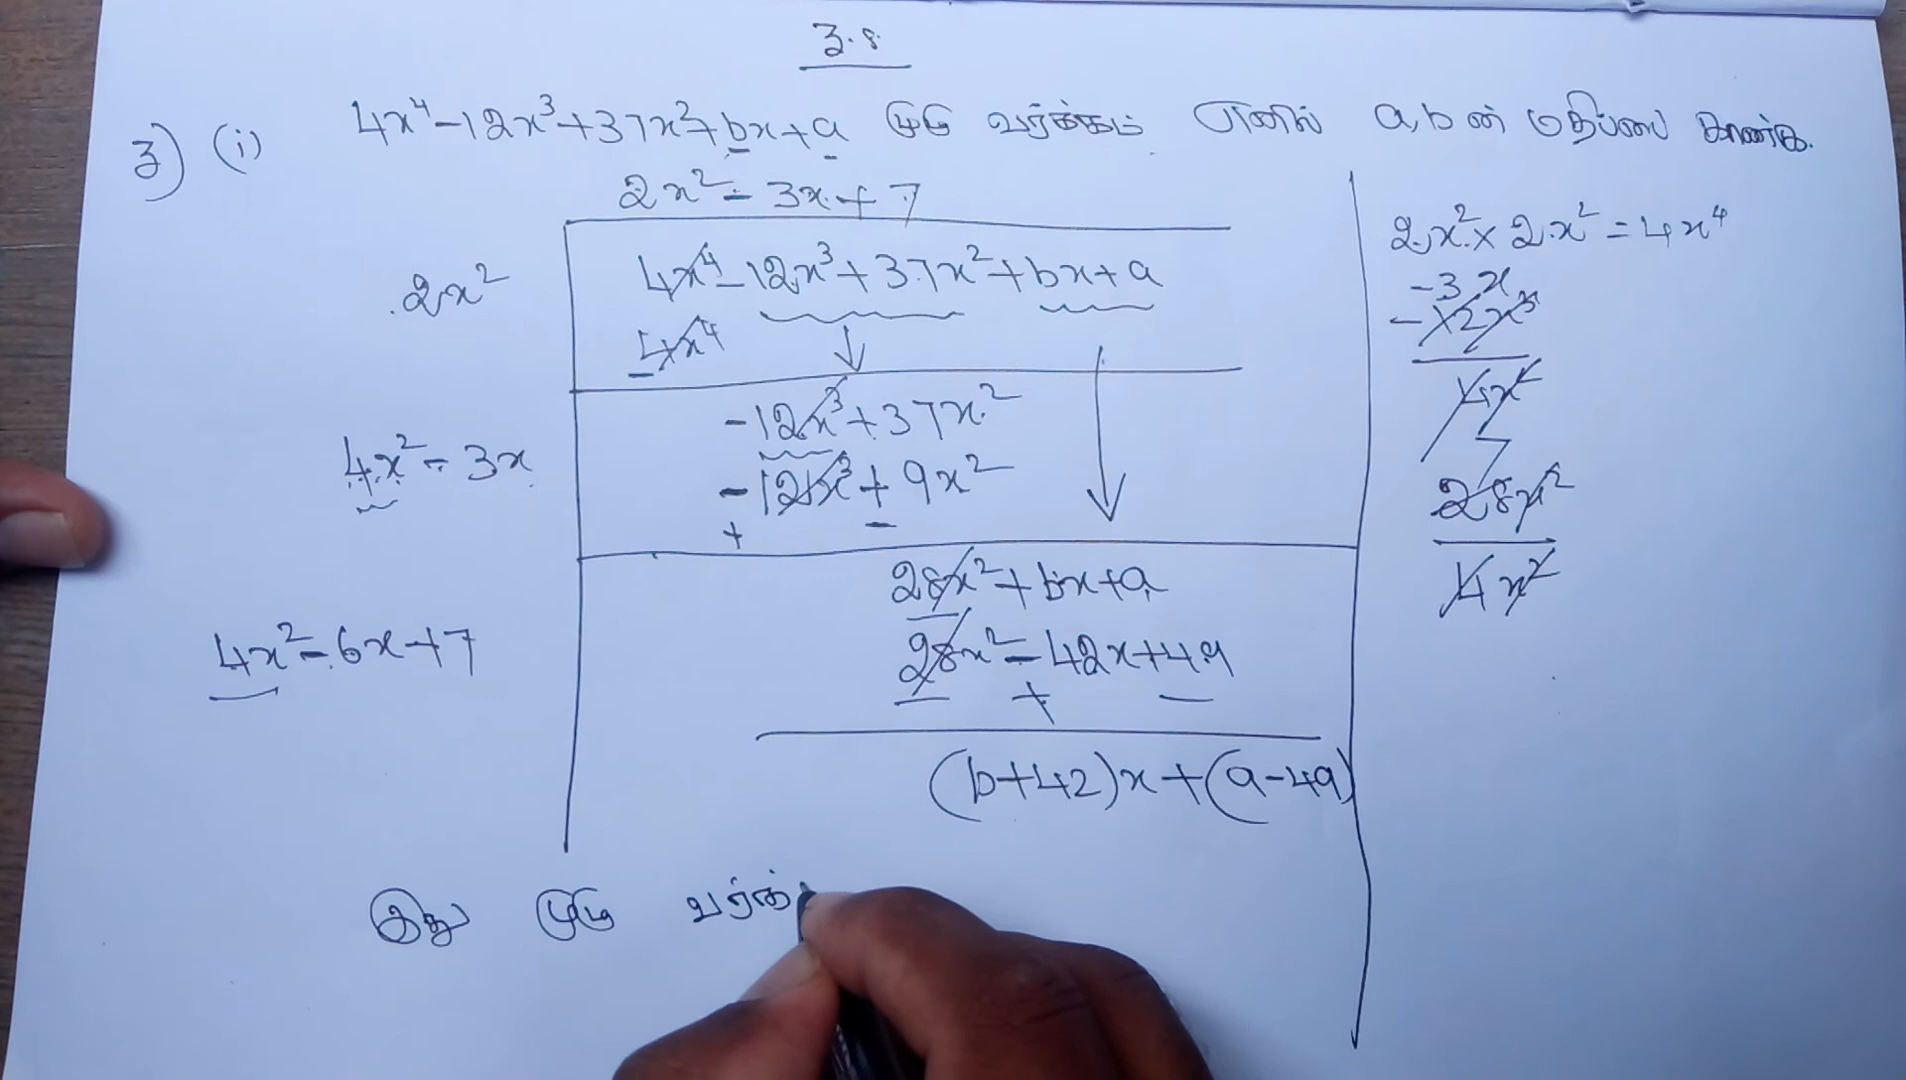 3.8
3) (i) 4x⁴-12x³+37x²+bx+a முழு வர்க்கம் எனில் a,b ன் மதிப்பை காண்க.
2x² - 3x + 7
2x² 4x⁴-12x³+37x²+bx+a
4x⁴
-12x³+37x²
4x²-3x -12x³+9x²
+ -
28x²+bx+a
4x²-6x+7 28x²-42x+49
- + -
(b+42)x+(a-49)
2x²×2x²=4x⁴
-3x
-12x³
4x²
28x²
4x²
இது முழு வர்க்